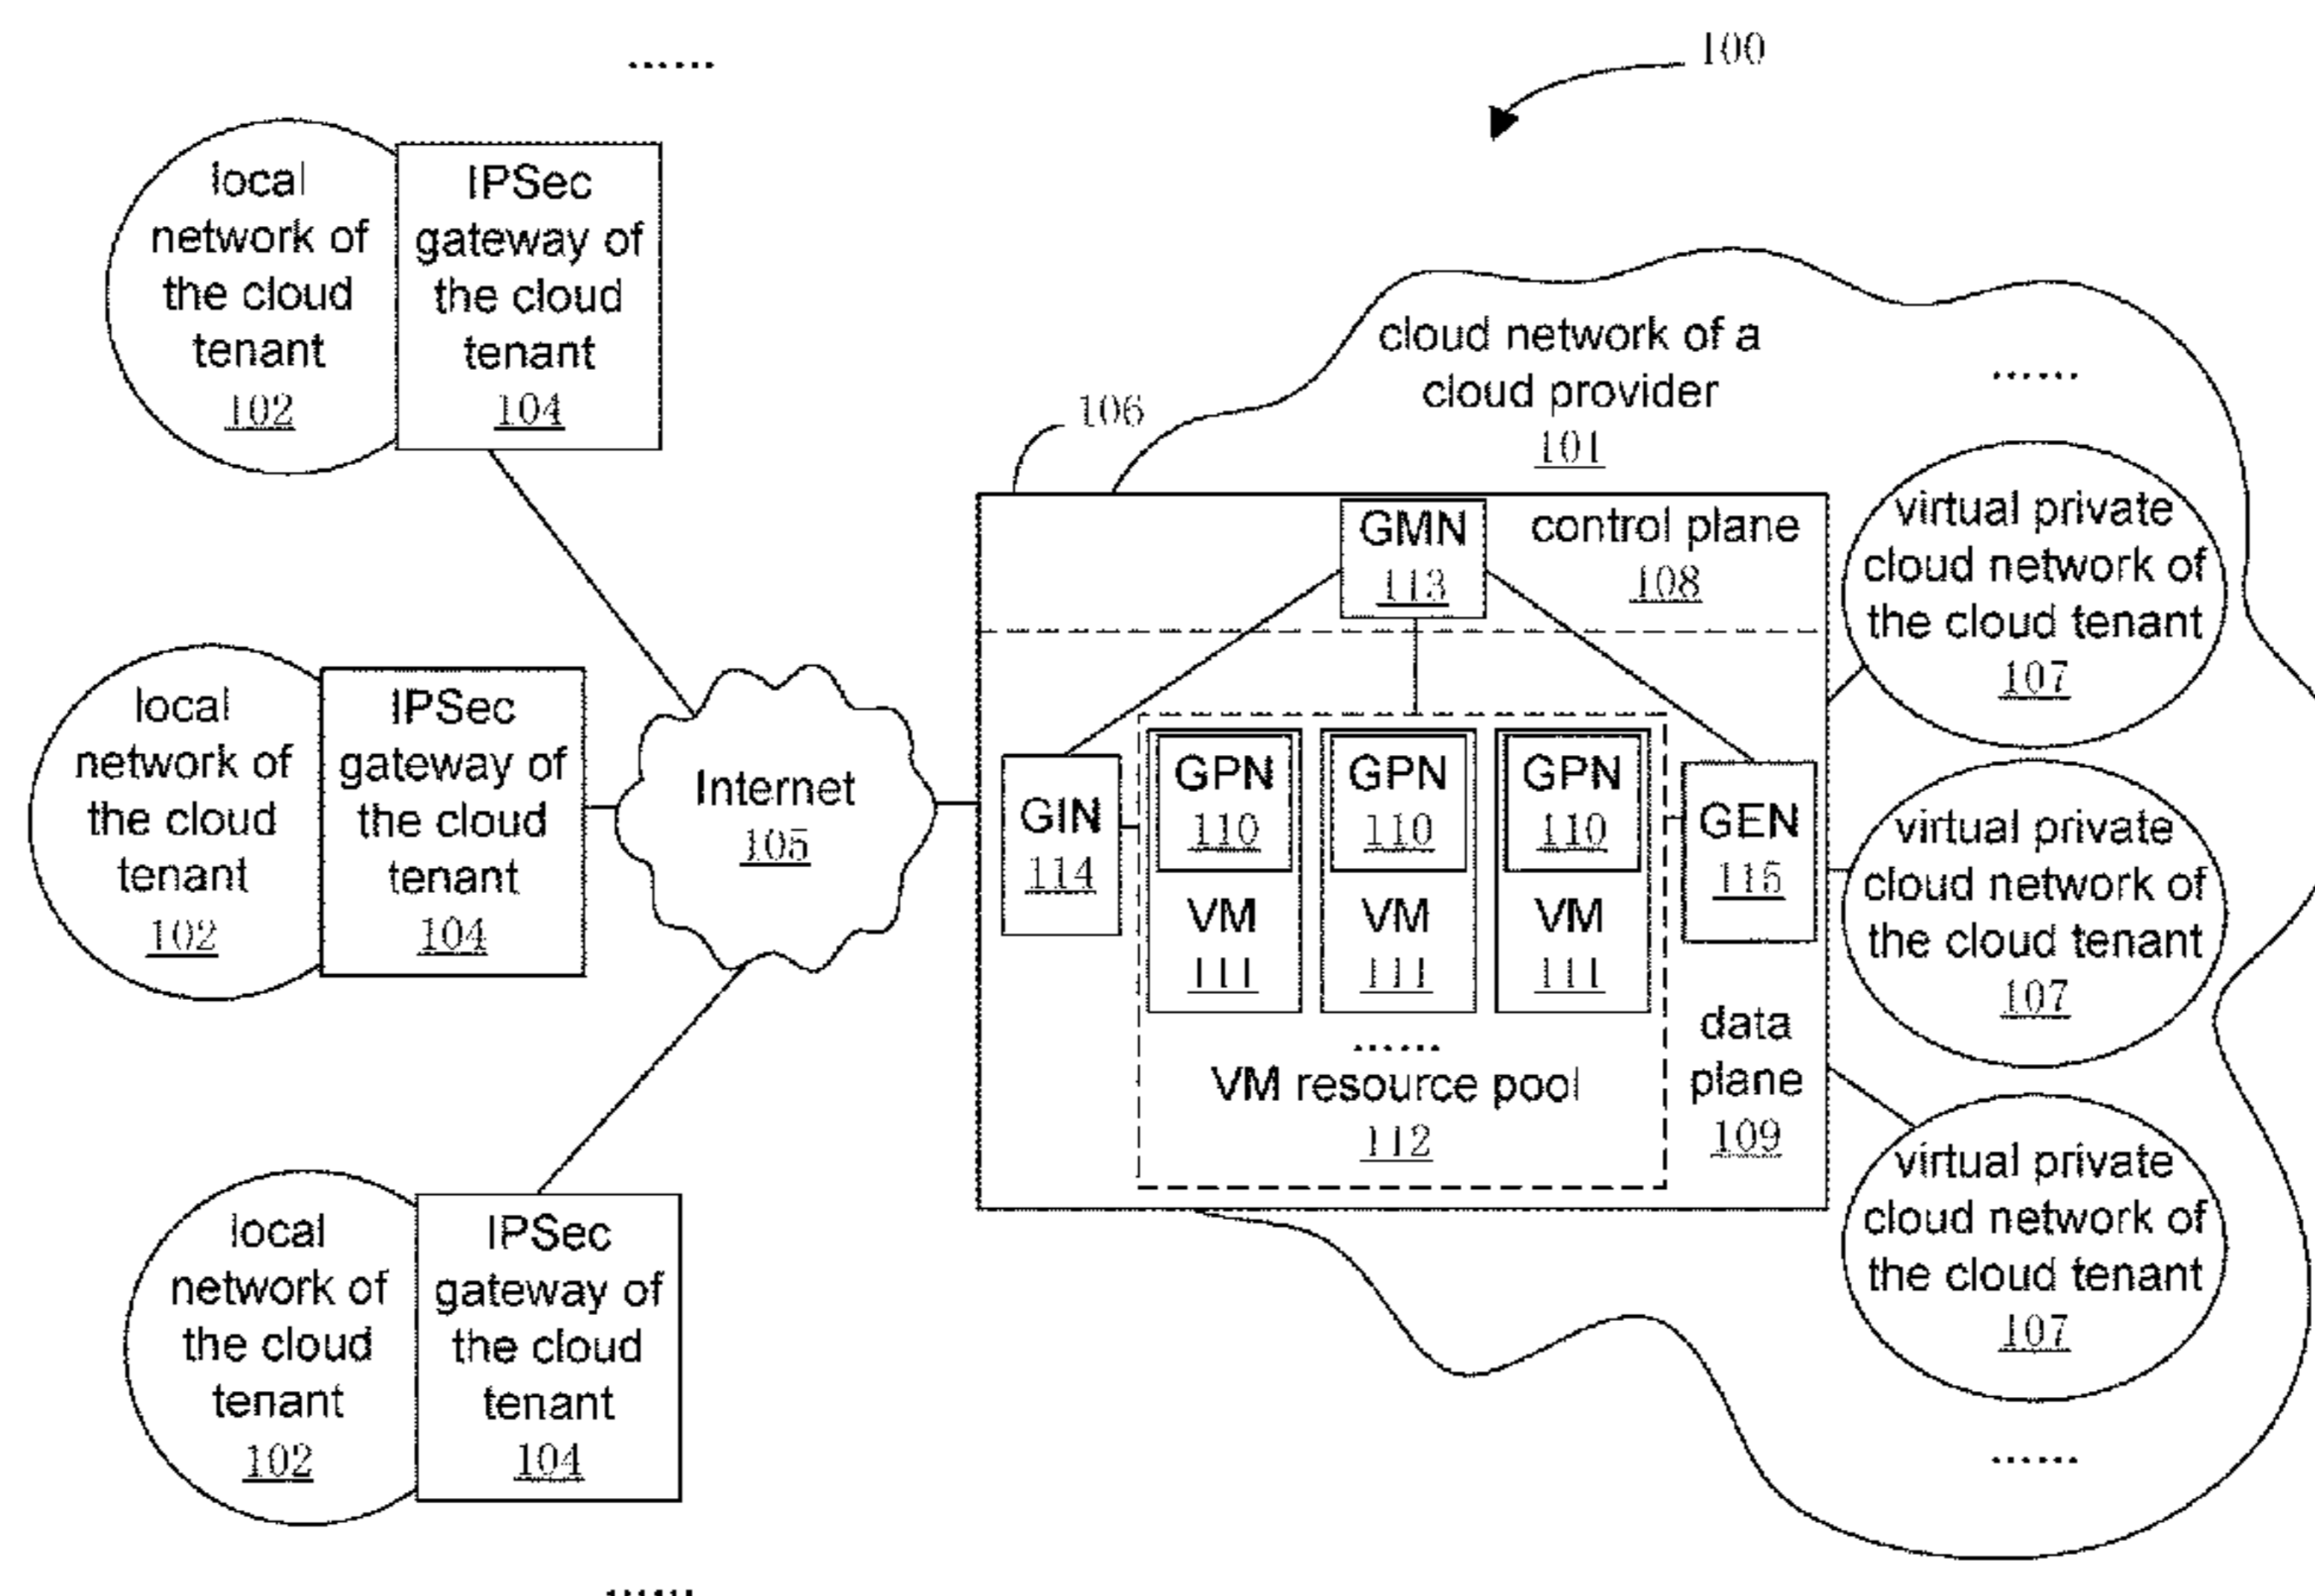 ......
100
local
network of
the cloud
tenant
102
IPSec
gateway of
the cloud
tenant
104
local
network of
the cloud
tenant
102
IPSec
gateway of
the cloud
tenant
104
local
network of
the cloud
tenant
102
IPSec
gateway of
the cloud
tenant
104
......
Internet
105
106
cloud network of a
cloud provider
101
GMN
113
control plane
108
GIN
114
GPN
110
VM
111
GPN
110
VM
111
GPN
110
VM
111
......
VM resource pool
112
GEN
115
data
plane
109
......
virtual private
cloud network of
the cloud tenant
107
virtual private
cloud network of
the cloud tenant
107
virtual private
cloud network of
the cloud tenant
107
......